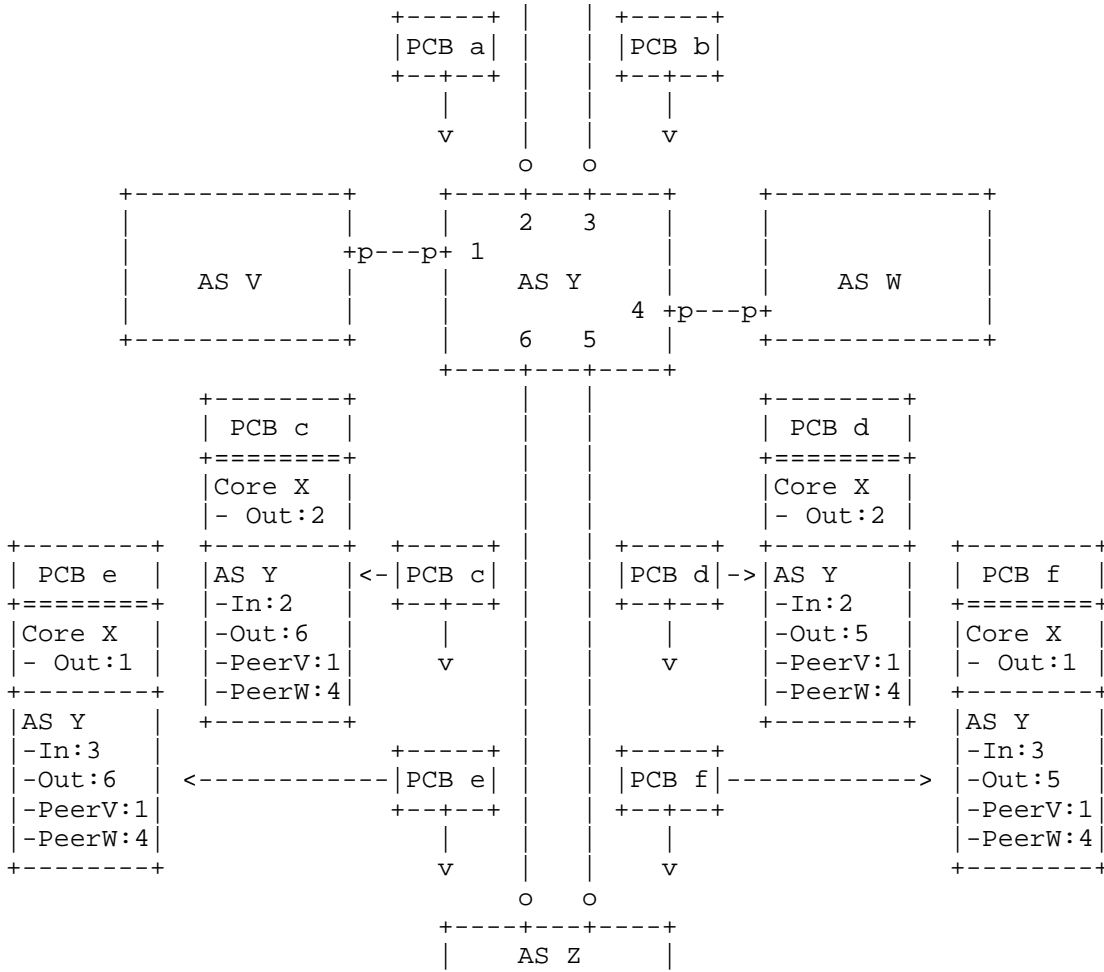 PCB a PCB b
v v
o o
2 3
p---p 1
AS V AS Y AS W
4 p---p
6 5
PCB c PCB d
Core X Core X
- Out:2 - Out:2
PCB e AS Y <- PCB c PCB d -> AS Y PCB f
-In:2 -In:2
Core X -Out:6 -Out:5 Core X
- Out:1 -PeerV:1 v v -PeerV:1 - Out:1
-PeerW:4 -PeerW:4
AS Y AS Y
-In:3 -In:3
-Out:6 <------------ PCB e PCB f ------------> -Out:5
-PeerV:1 -PeerV:1
-PeerW:4 -PeerW:4
v v
o o
AS Z